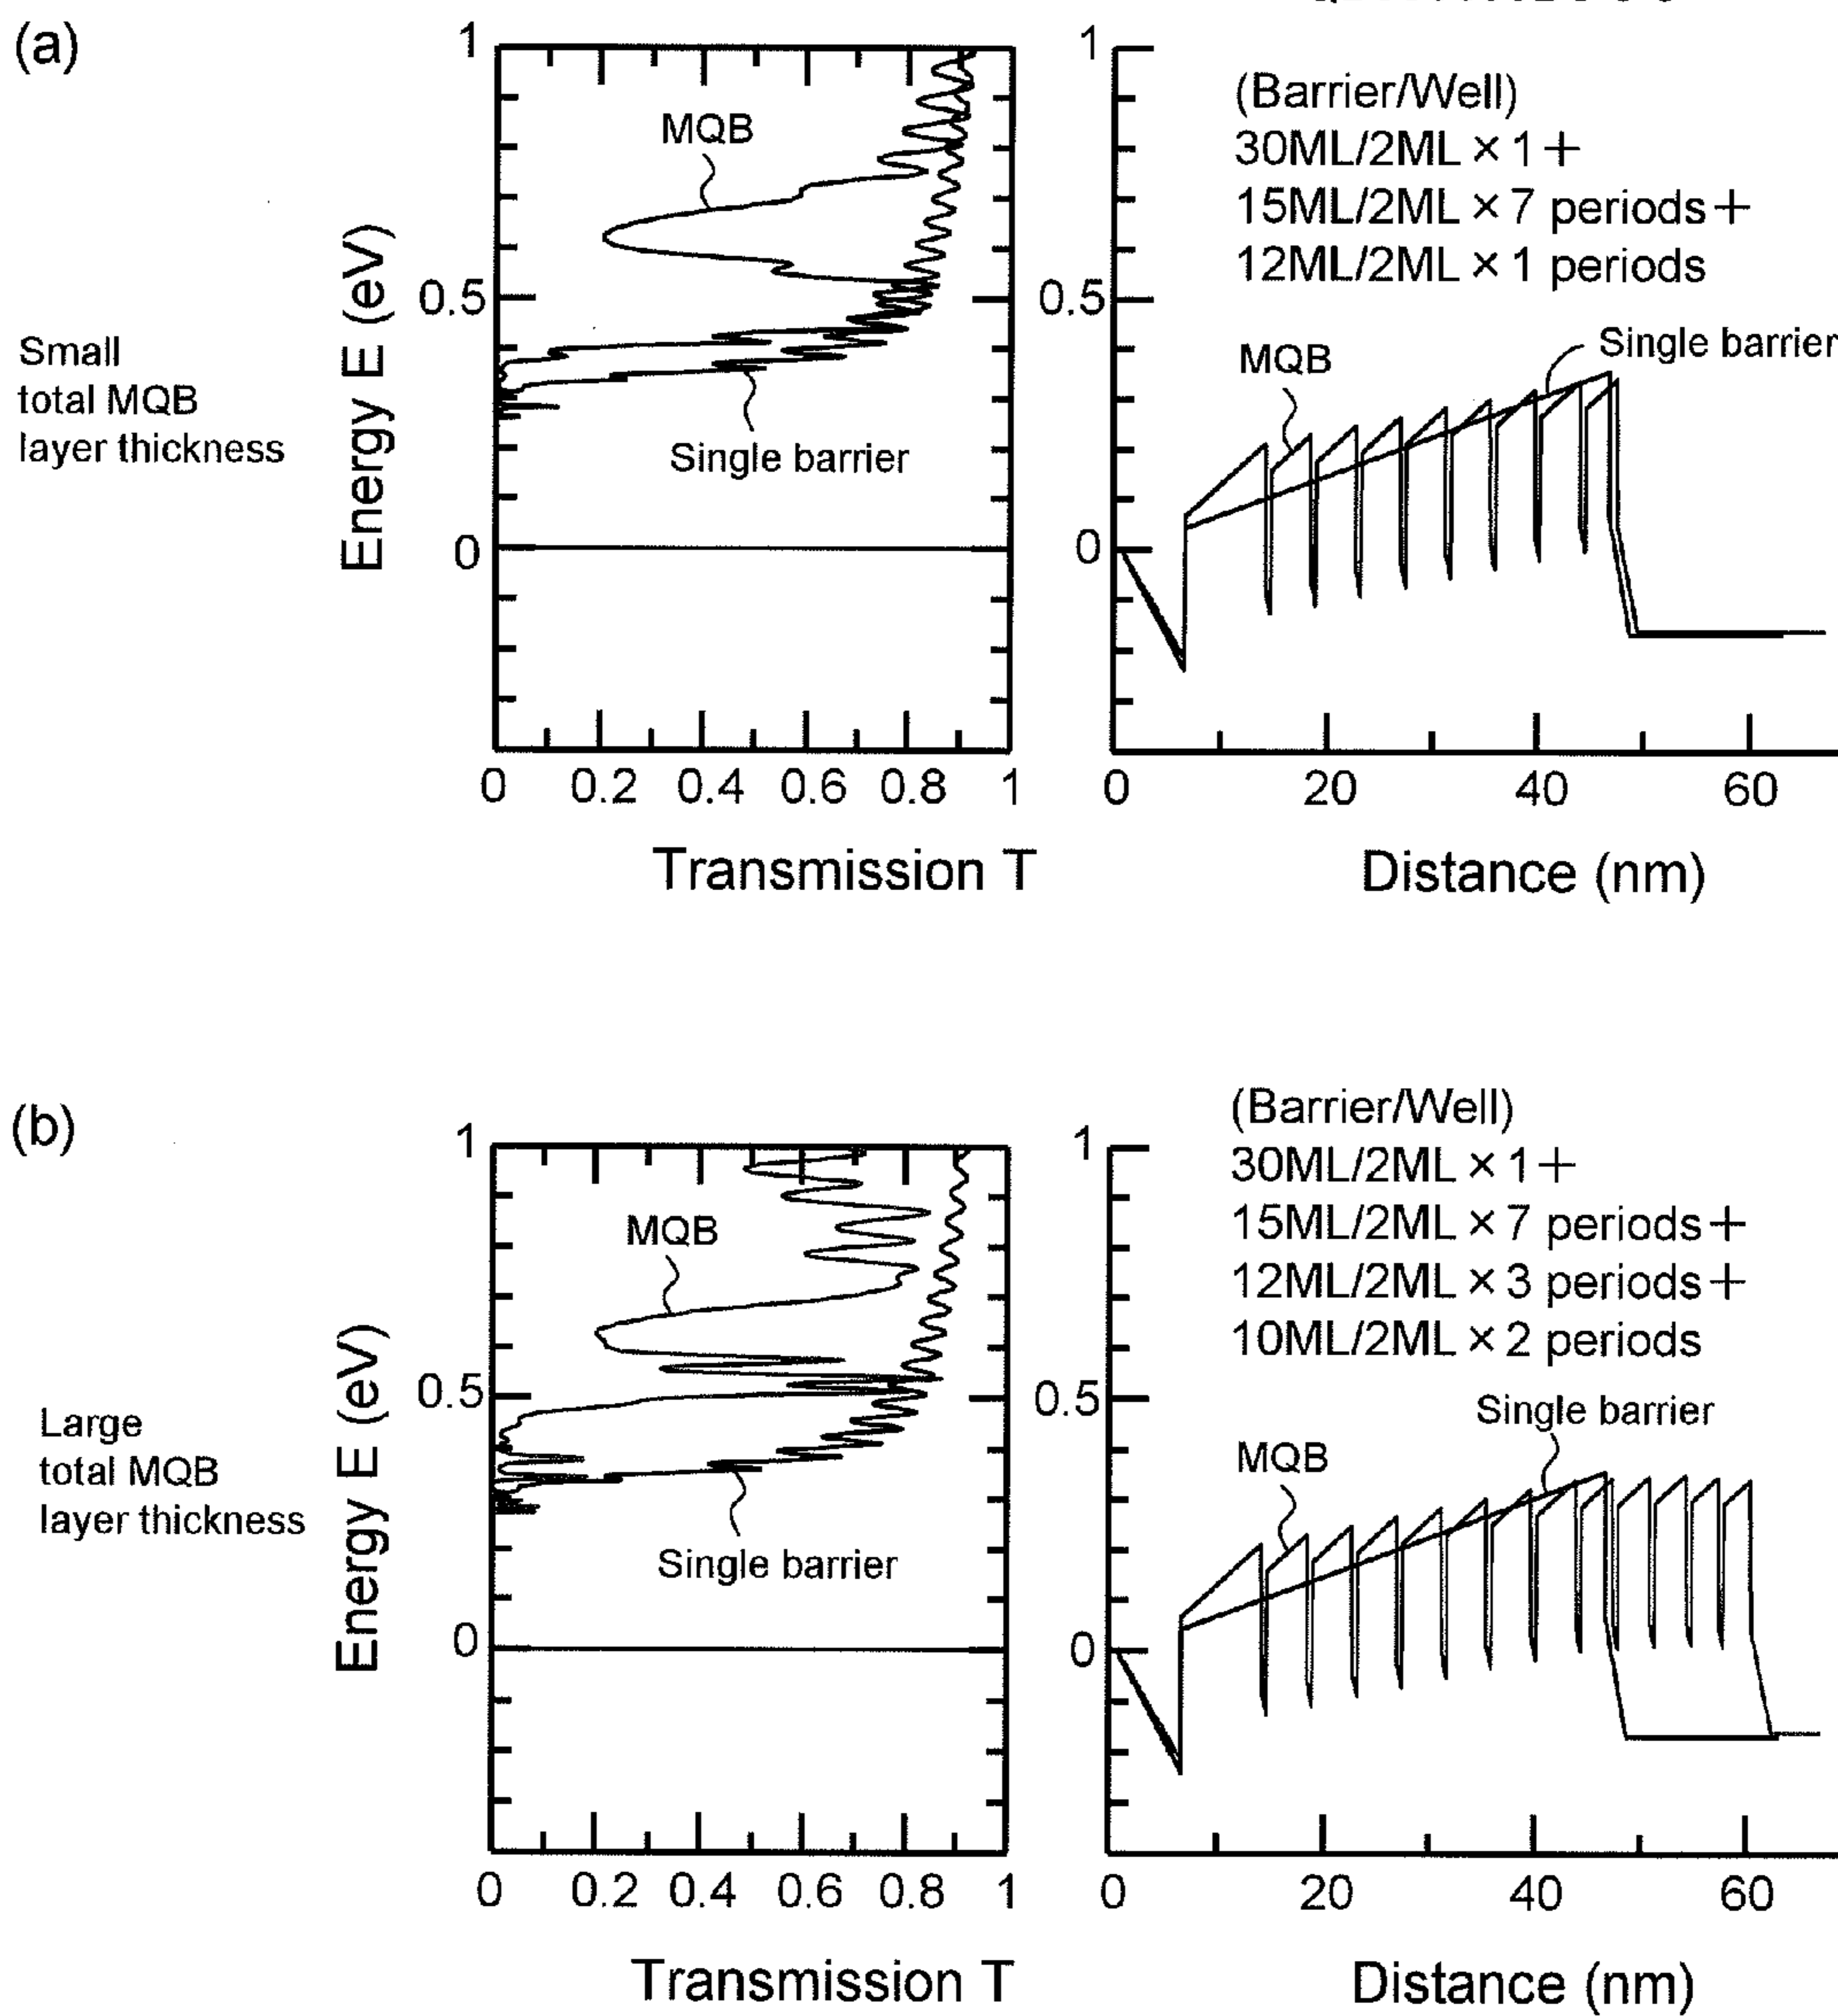 (a)
Small
total MQB
layer thickness
Energy E (eV)
1
0.5
0
MQB
Single barrier
0 0.2 0.4 0.6 0.8 1
Transmission T
1
0.5
0
(Barrier/Well)
30ML/2ML × 1 +
15ML/2ML × 7 periods +
12ML/2ML × 1 periods
MQB
Single barrier
0 20 40 60
Distance (nm)
(b)
Large
total MQB
layer thickness
Energy E (eV)
1
0.5
0
MQB
Single barrier
0 0.2 0.4 0.6 0.8 1
Transmission T
1
0.5
0
(Barrier/Well)
30ML/2ML × 1 +
15ML/2ML × 7 periods +
12ML/2ML × 3 periods +
10ML/2ML × 2 periods
Single barrier
MQB
0 20 40 60
Distance (nm)